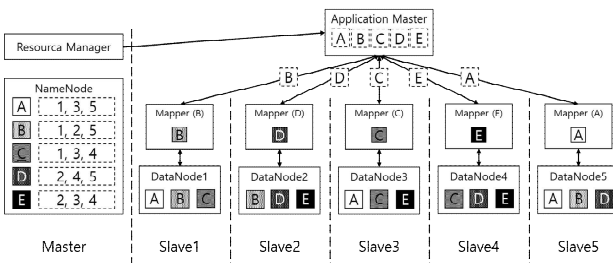 Application Master
A B C D E
Resourca Manager
B D C E A
NameNode
A 1, 3, 5
B 1, 2, 5
C 1, 3, 4
D 2, 4, 5
E 2, 3, 4
Mapper (B)
B
Mapper (D)
D
Mapper (C)
C
Mapper (F)
E
Mapper (A)
A
DataNode1
A B C
DataNode2
B D E
DataNode3
A C E
DataNode4
C D E
DataNode5
A B D
Master
Slave1
Slave2
Slave3
Slave4
Slave5